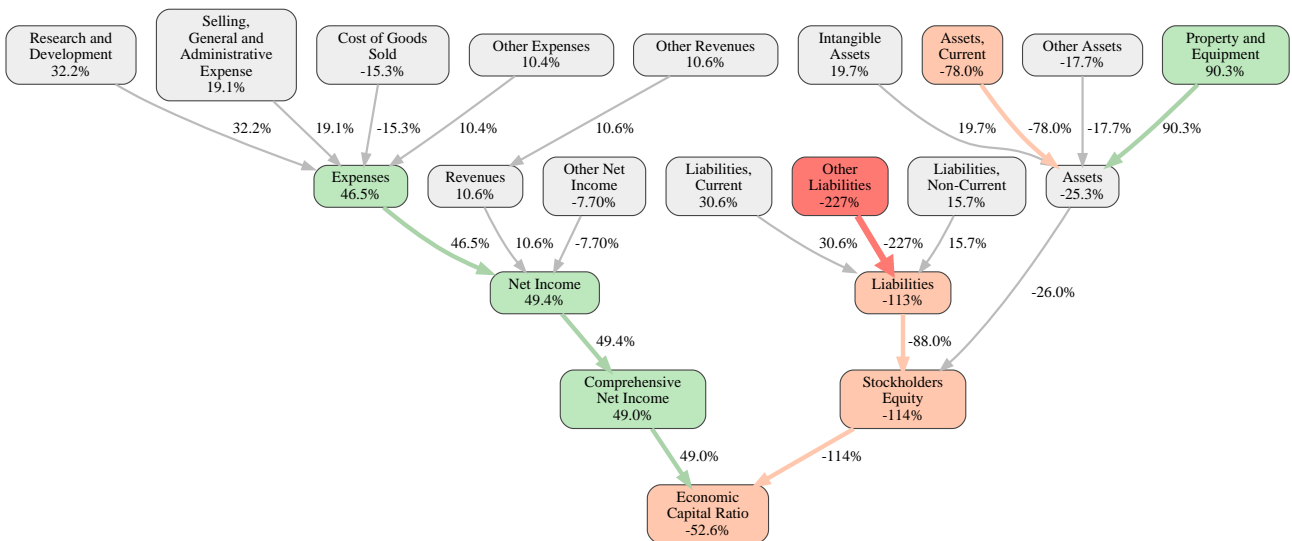 Research and
Development
32.2%
Selling,
General and
Administrative
Expense
19.1%
Cost of Goods
Sold
-15.3%
Other Expenses
10.4%
Other Revenues
10.6%
Intangible
Assets
19.7%
Assets,
Current
-78.0%
Other Assets
-17.7%
Property and
Equipment
90.3%
32.2%
19.1%
-15.3%
10.4%
10.6%
19.7%
-78.0%
-17.7%
90.3%
Expenses
46.5%
Revenues
10.6%
Other Net
Income
-7.70%
Liabilities,
Current
30.6%
Other
Liabilities
-227%
Liabilities,
Non-Current
15.7%
Assets
-25.3%
46.5%
10.6%
-7.70%
30.6%
-227%
15.7%
Net Income
49.4%
Liabilities
-113%
-26.0%
49.4%
-88.0%
Comprehensive
Net Income
49.0%
Stockholders
Equity
-114%
49.0%
-114%
Economic
Capital Ratio
-52.6%